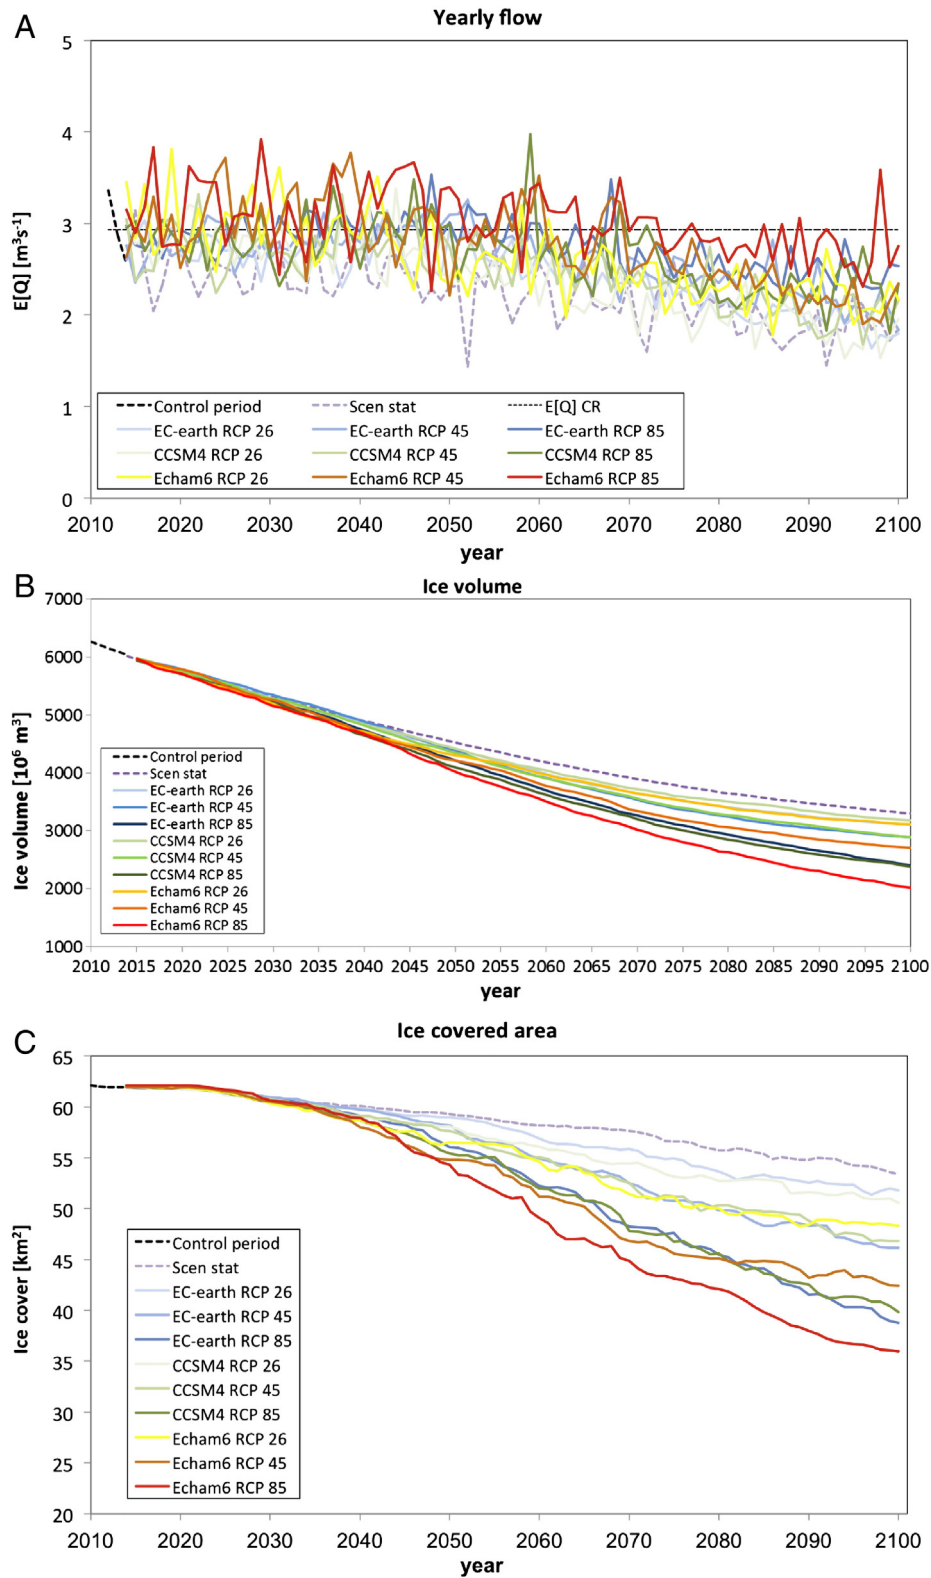 A
Yearly flow
5
4
3
2
1
0
E[Q] [m³s⁻¹]
Control period
Scen stat
E[Q] CR
EC-earth RCP 26
EC-earth RCP 45
EC-earth RCP 85
CCSM4 RCP 26
CCSM4 RCP 45
CCSM4 RCP 85
Echam6 RCP 26
Echam6 RCP 45
Echam6 RCP 85
2010 2020 2030 2040 2050 2060 2070 2080 2090 2100
year
B
Ice volume
7000
6000
5000
4000
3000
2000
1000
Ice volume [10⁶ m³]
Control period
Scen stat
EC-earth RCP 26
EC-earth RCP 45
EC-earth RCP 85
CCSM4 RCP 26
CCSM4 RCP 45
CCSM4 RCP 85
Echam6 RCP 26
Echam6 RCP 45
Echam6 RCP 85
2010 2015 2020 2025 2030 2035 2040 2045 2050 2055 2060 2065 2070 2075 2080 2085 2090 2095 2100
year
C
Ice covered area
65
60
55
50
45
40
35
30
25
20
Ice cover [km²]
Control period
Scen stat
EC-earth RCP 26
EC-earth RCP 45
EC-earth RCP 85
CCSM4 RCP 26
CCSM4 RCP 45
CCSM4 RCP 85
Echam6 RCP 26
Echam6 RCP 45
Echam6 RCP 85
2010 2020 2030 2040 2050 2060 2070 2080 2090 2100
year